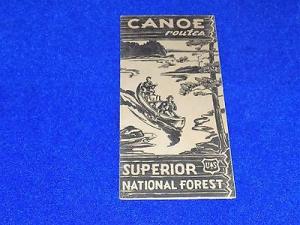 CANOE
routes
SUPERIOR
U S
NATIONAL FOREST